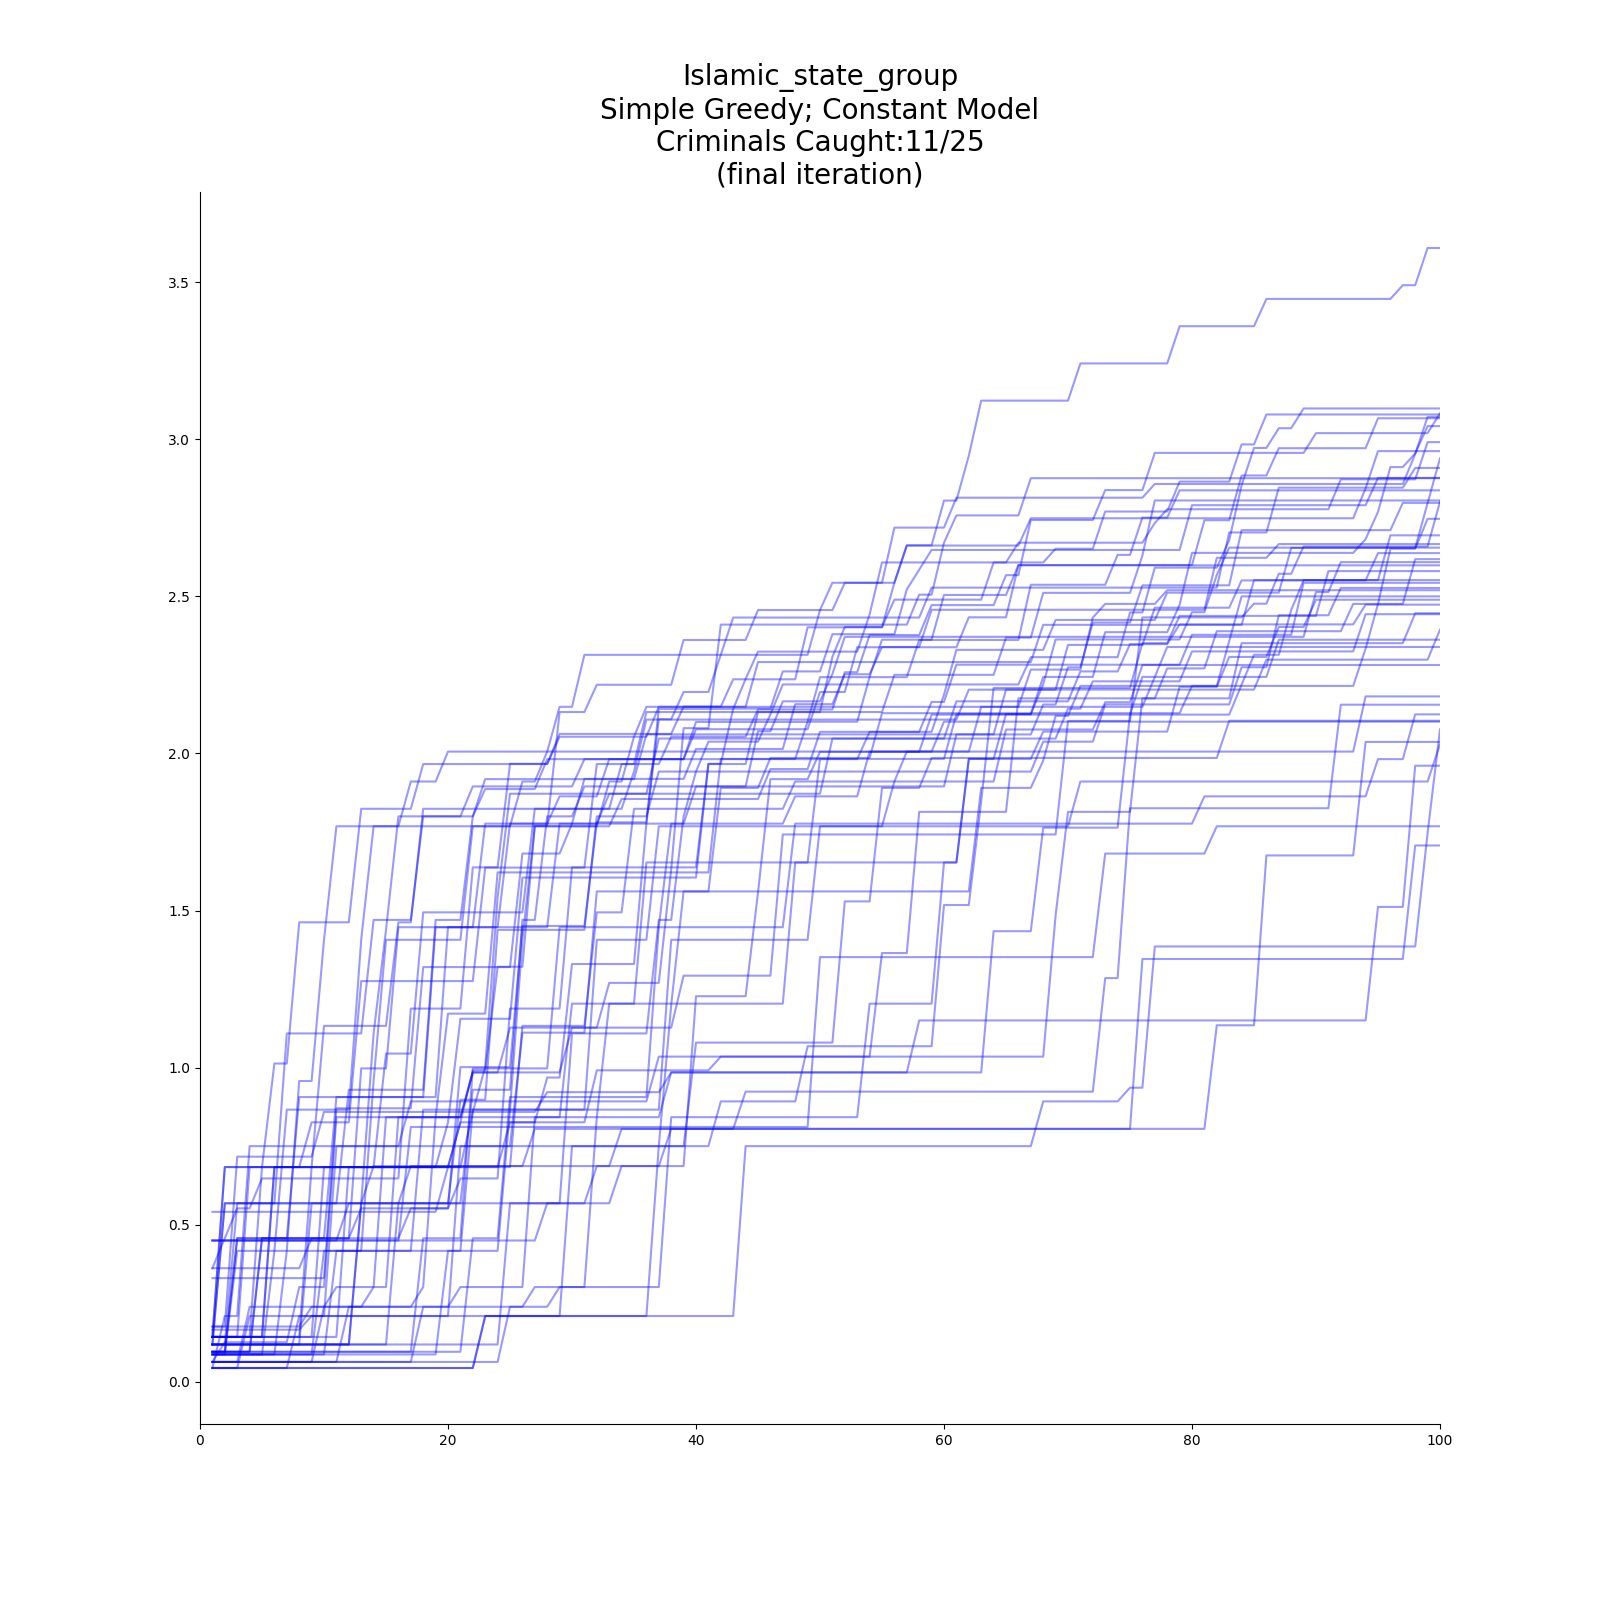 Islamic_state_group
Simple Greedy; Constant Model
Criminals Caught:11/25
(final iteration)
3.5
3.0
2.5
2.0
1.5
1.0
0.5
0.0
0 20 40 60 80 100